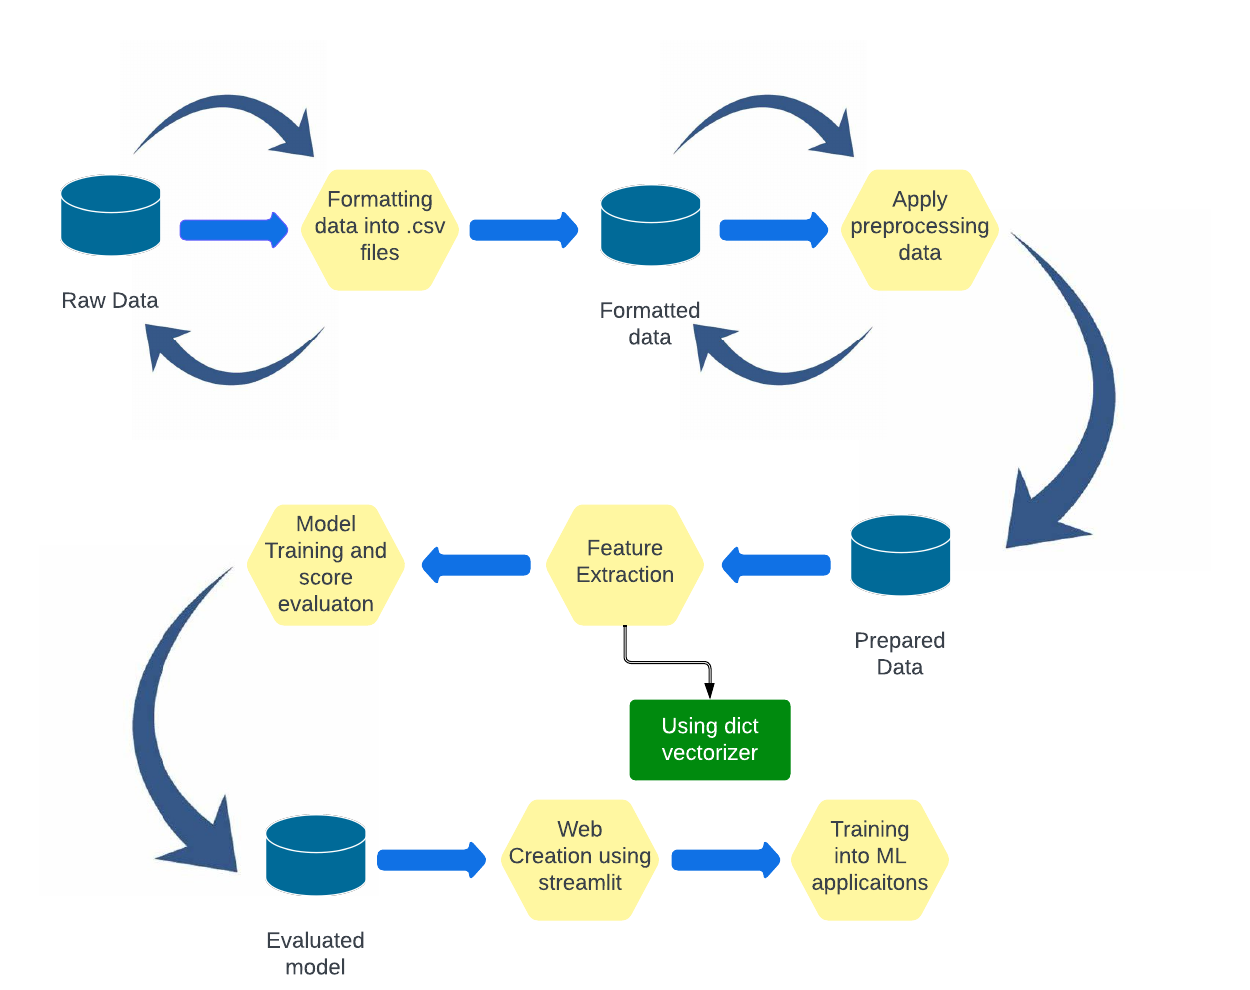 Formatting
data into .csv
files
Apply
preprocessing
data
Raw Data
Formatted
data
Model
Training and
score
evaluaton
Feature
Extraction
Prepared
Data
Using dict
vectorizer
Web
Creation using
streamlit
Training
into ML
applicaitons
Evaluated
model